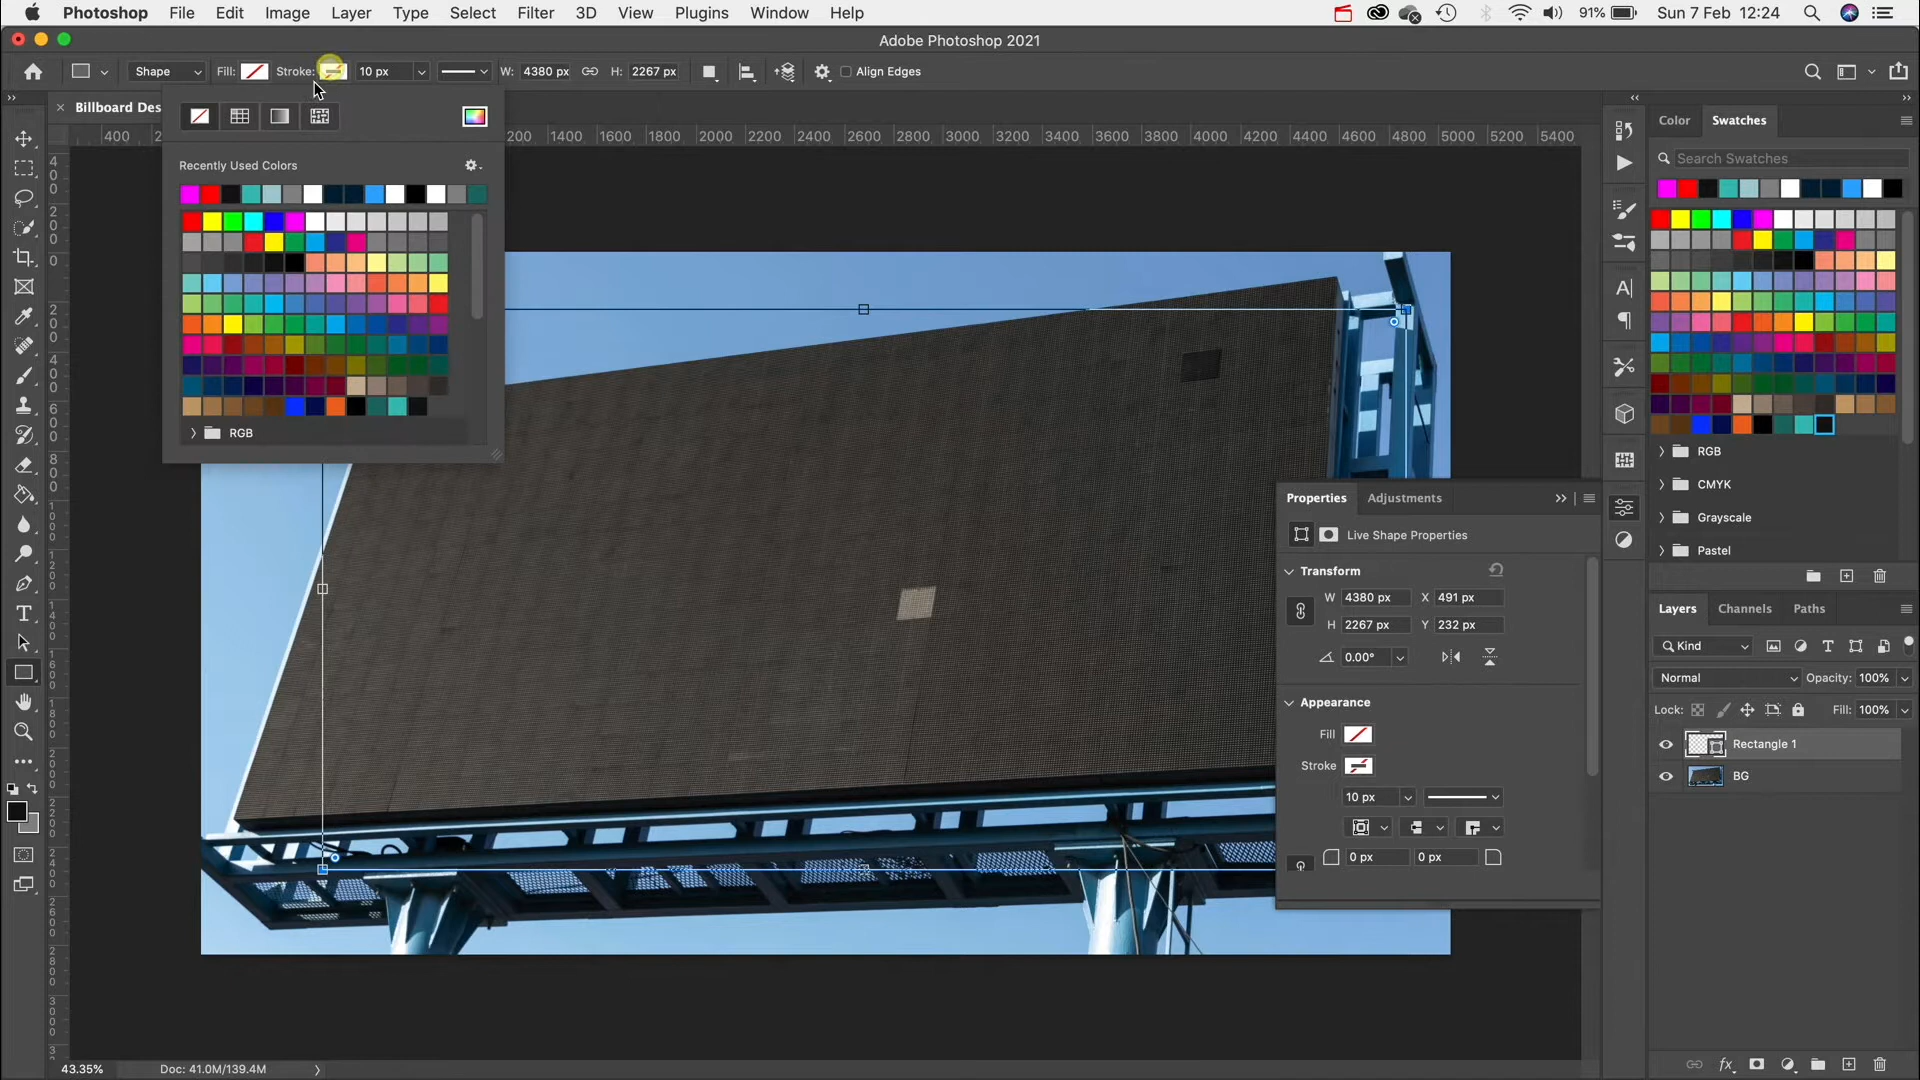 Photoshop File Edit Image Layer Type Select Filter 3D View Plugins Window Help 91% Sun 7 Feb 12:24
Adobe Photoshop 2021
Shape Fill: Stroke: 10 px W: 4380 px H: 2267 px Align Edges
Billboard Des
400 2 200 1400 1600 1800 2000 2200 2400 2600 2800 3000 3200 3400 3600 3800 4000 4200 4400 4600 4800 5000 5200 5400
Recently Used Colors
RGB
Color Swatches
Search Swatches
RGB
CMYK
Grayscale
Pastel
Properties Adjustments
Live Shape Properties
Transform
W 4380 px X 491 px
H 2267 px Y 232 px
0.00°
Appearance
Fill
Stroke
10 px
0 px 0 px
Layers Channels Paths
Kind
Normal Opacity: 100%
Lock: Fill: 100%
Rectangle 1
BG
fx
43.35% Doc: 41.0M/139.4M